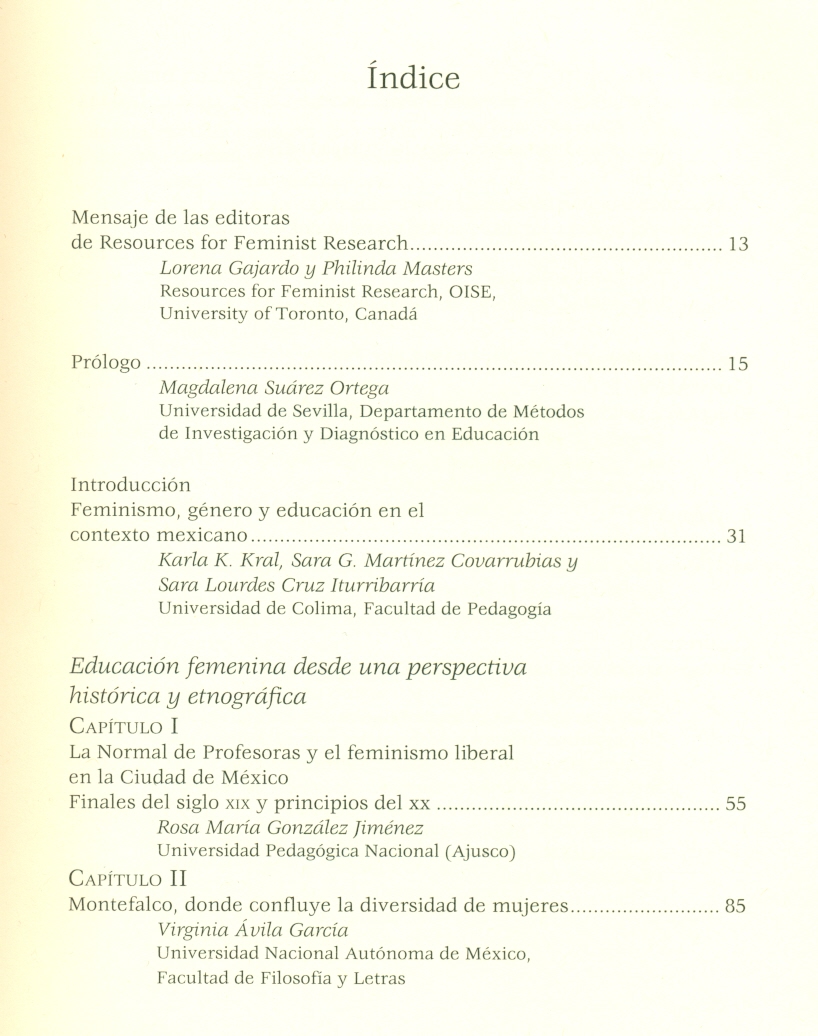 Índice
Mensaje de las editoras
de Resources for Feminist Research..................................................... 13
Lorena Gajardo y Philinda Masters
Resources for Feminist Research, OISE,
University of Toronto, Canadá
Prólogo .................................................................................................. 15
Magdalena Suárez Ortega
Universidad de Sevilla, Departamento de Métodos
de Investigación y Diagnóstico en Educación
Introducción
Feminismo, género y educación en el
contexto mexicano................................................................................ 31
Karla K. Kral, Sara G. Martínez Covarrubias y
Sara Lourdes Cruz Iturribarría
Universidad de Colima, Facultad de Pedagogía
Educación femenina desde una perspectiva
histórica y etnográfica
CAPÍTULO I
La Normal de Profesoras y el feminismo liberal
en la Ciudad de México
Finales del siglo XIX y principios del XX ................................................ 55
Rosa María González Jiménez
Universidad Pedagógica Nacional (Ajusco)
CAPÍTULO II
Montefalco, donde confluye la diversidad de mujeres.......................... 85
Virginia Ávila García
Universidad Nacional Autónoma de México,
Facultad de Filosofía y Letras